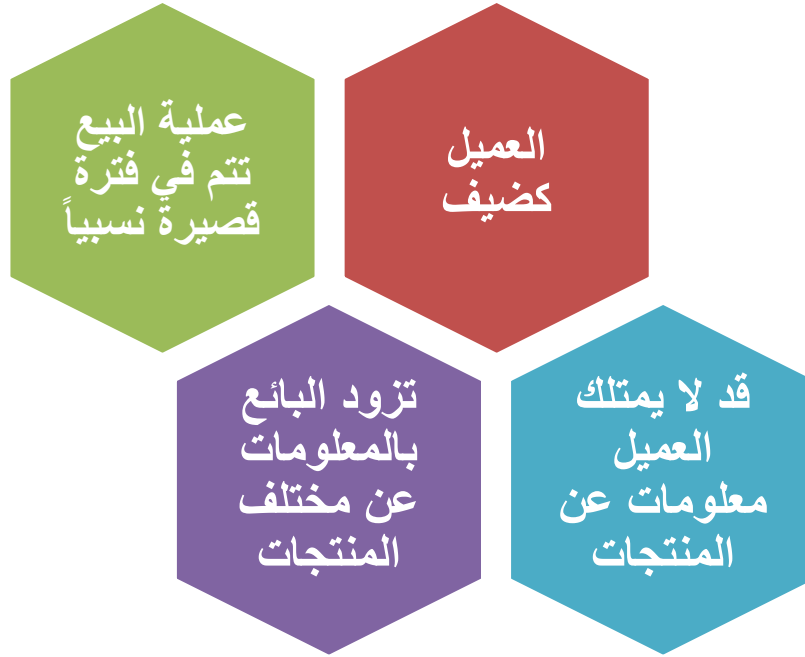 العميل
كضيف
عملية البيع
تتم في فترة
قصيرة نسبياً
قد لا يمتلك
العميل
معلومات عن
المنتجات
تزود البائع
بالمعلومات
عن مختلف
المنتجات